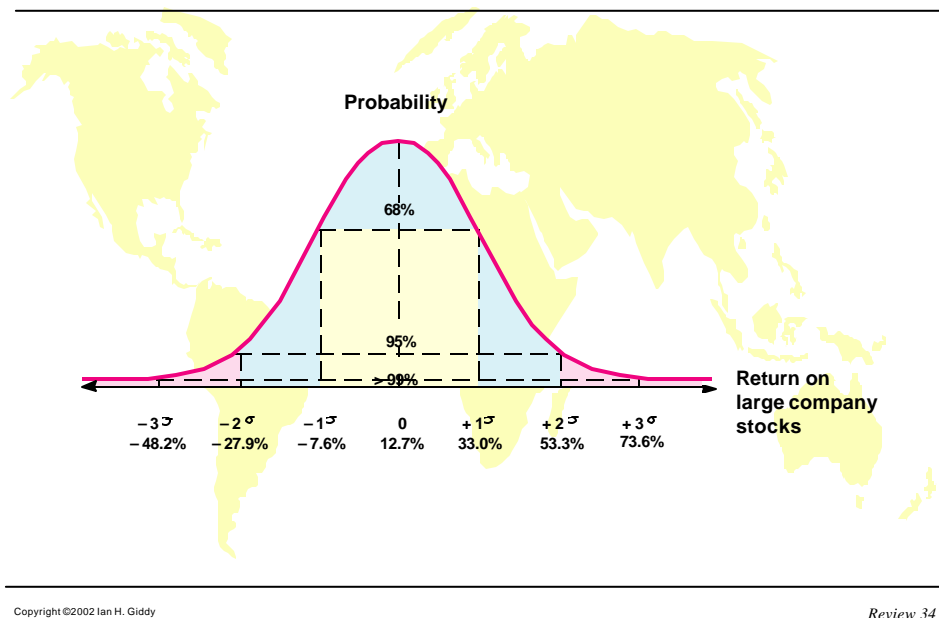 Probability
68%
95%
>99%
Return on
large company
stocks
– 3σ – 2σ – 1σ 0 + 1σ + 2σ + 3σ
– 48.2% – 27.9% – 7.6% 12.7% 33.0% 53.3% 73.6%
Copyright ©2002 Ian H. Giddy Review 34